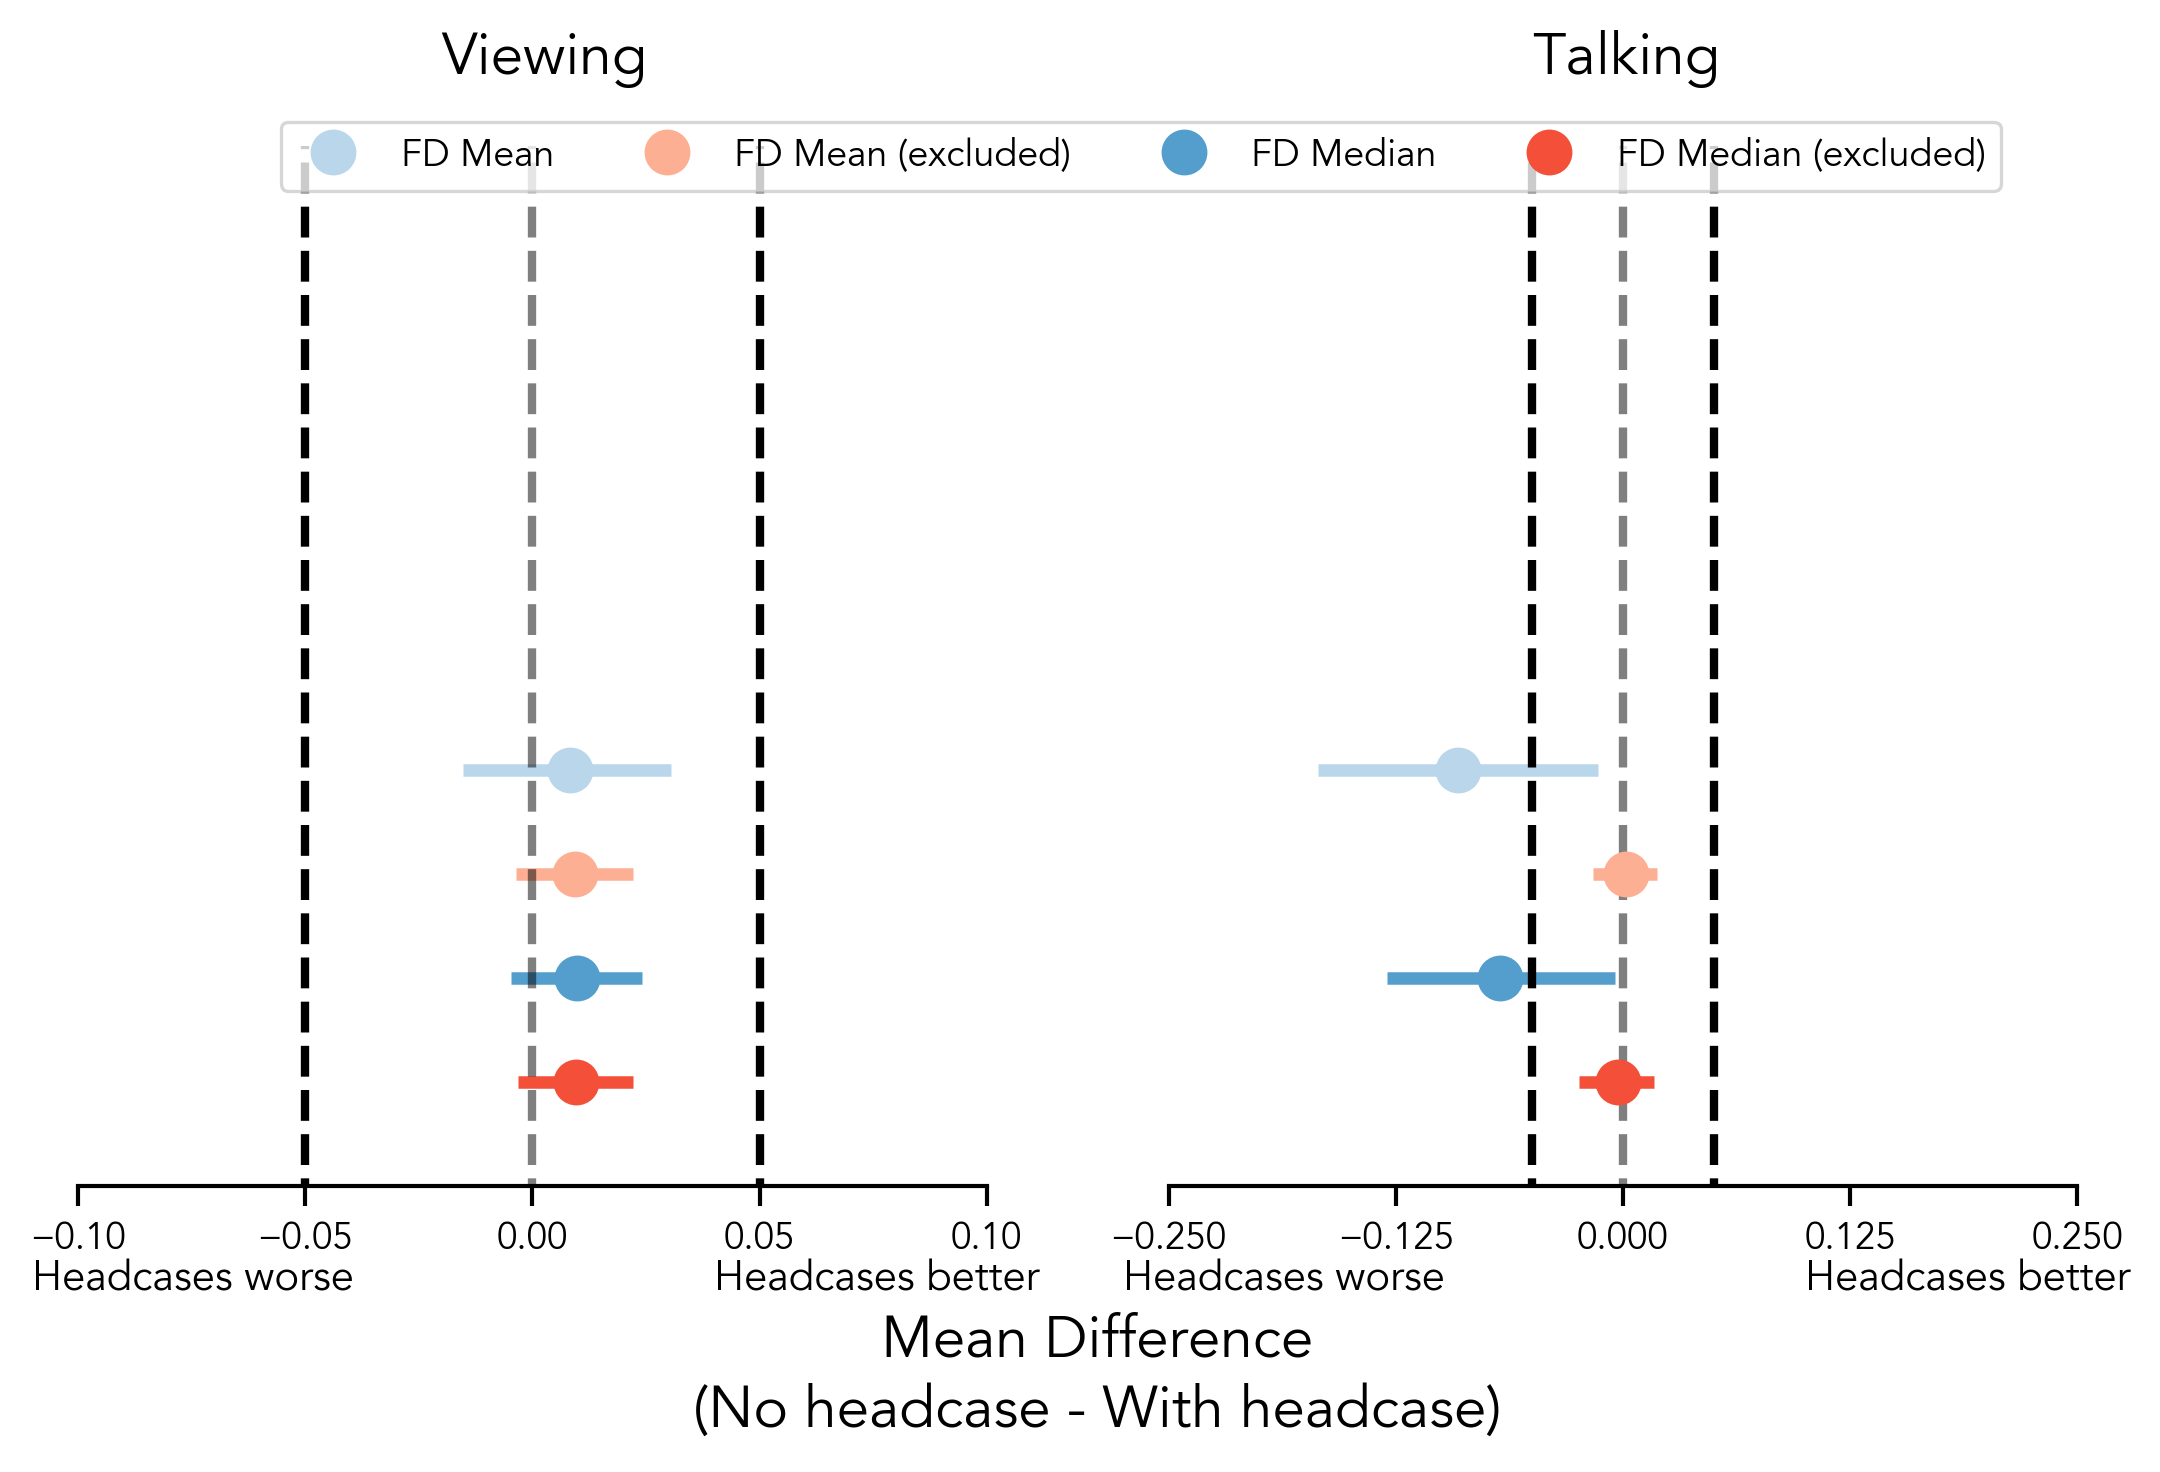 Viewing
Talking
FD Mean
FD Mean (excluded)
FD Median
FD Median (excluded)
−0.10
−0.05
0.00
0.05
0.10
−0.250
−0.125
0.000
0.125
0.250
Headcases worse
Headcases better
Headcases worse
Headcases better
Mean Difference
(No headcase - With headcase)